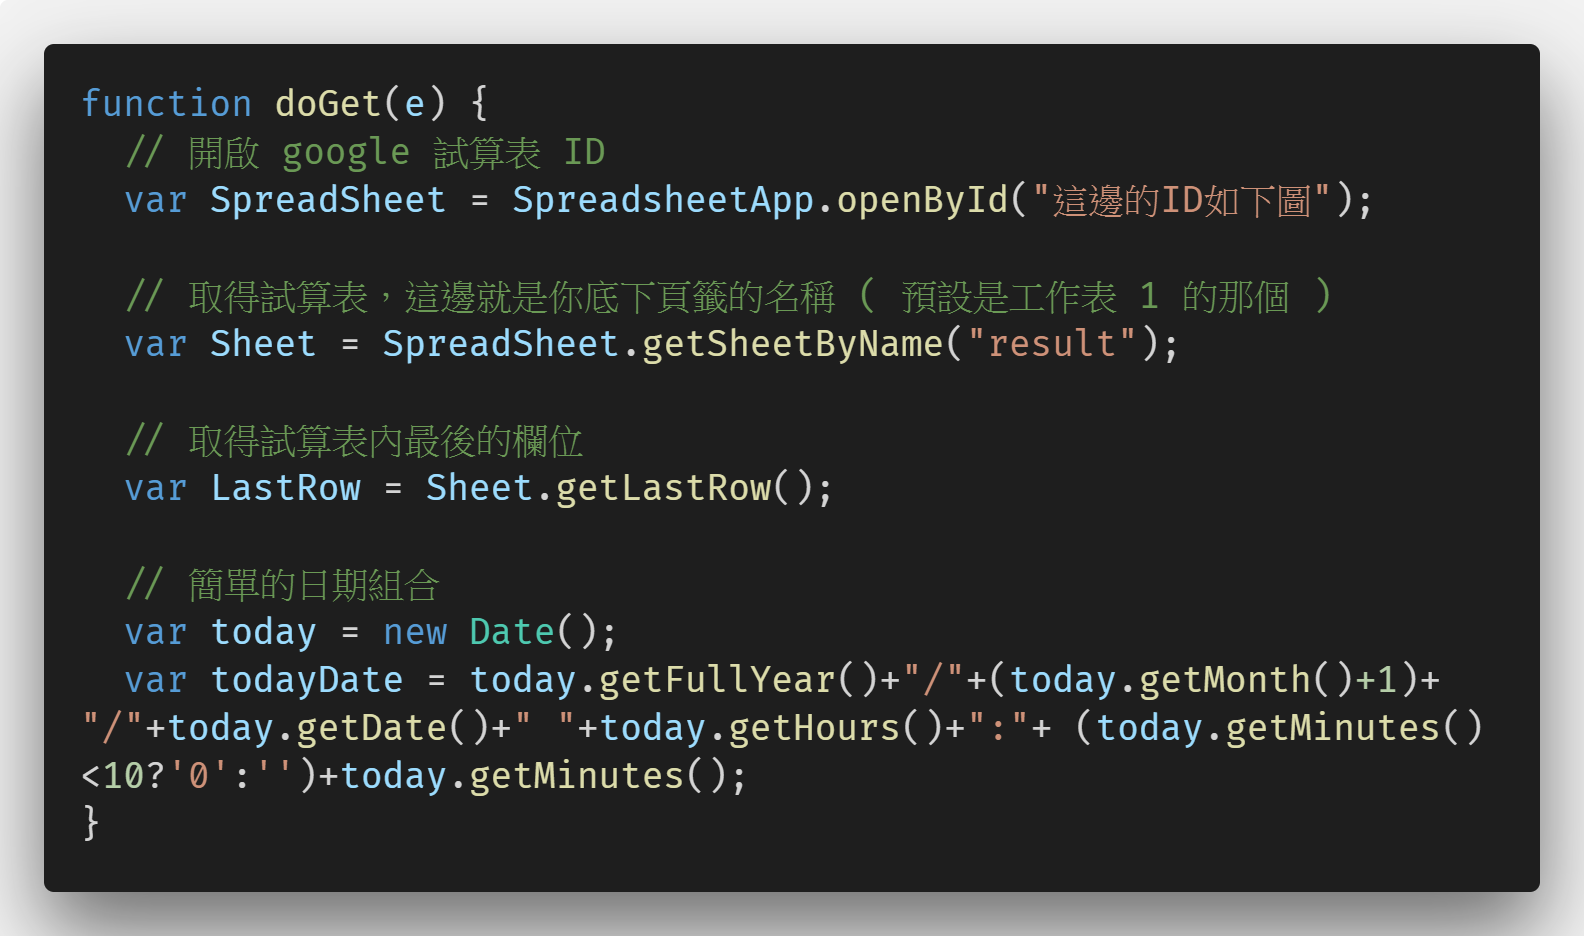 function doGet(e) {
// 開啟 google 試算表 ID
var SpreadSheet = SpreadsheetApp.openById("這邊的ID如下圖");
// 取得試算表，這邊就是你底下頁籤的名稱 ( 預設是工作表 1 的那個 )
var Sheet = SpreadSheet.getSheetByName("result");
// 取得試算表內最後的欄位
var LastRow = Sheet.getLastRow();
// 簡單的日期組合
var today = new Date();
var todayDate = today.getFullYear()+"/"+(today.getMonth()+1)+
"/"+today.getDate()+" "+today.getHours()+":"+ (today.getMinutes()
<10?'0':'')+today.getMinutes();
}